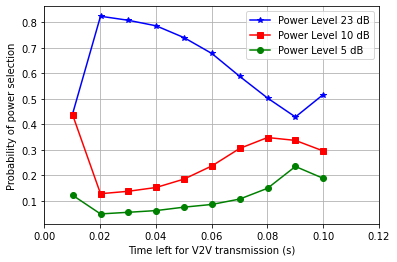 Probability of power selection
0.8
0.7
0.6
0.5
0.4
0.3
0.2
0.1
Power Level 23 dB
Power Level 10 dB
Power Level 5 dB
0.00 0.02 0.04 0.06 0.08 0.10 0.12
Time left for V2V transmission (s)